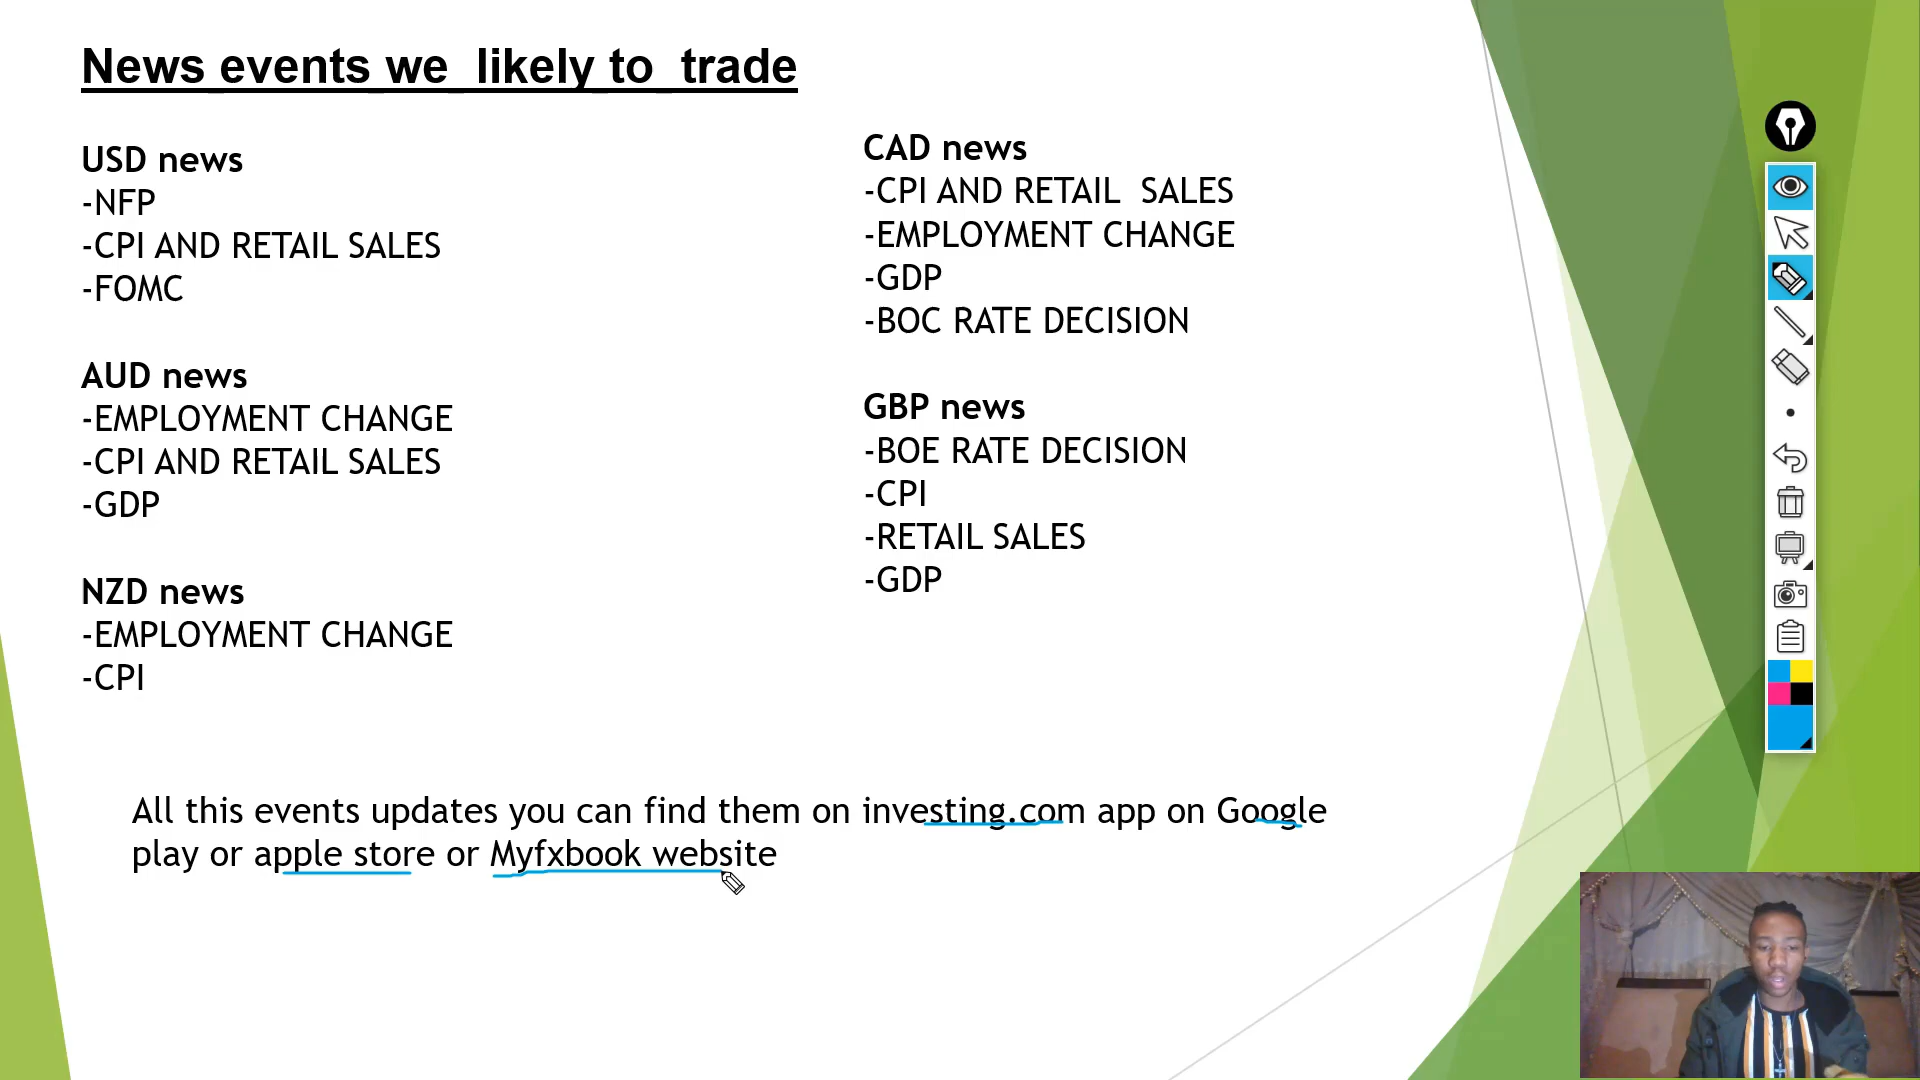 News events we likely to trade
USD news
-NFP
-CPI AND RETAIL SALES
-FOMC
AUD news
-EMPLOYMENT CHANGE
-CPI AND RETAIL SALES
-GDP
NZD news
-EMPLOYMENT CHANGE
-CPI
CAD news
-CPI AND RETAIL SALES
-EMPLOYMENT CHANGE
-GDP
-BOC RATE DECISION
GBP news
-BOE RATE DECISION
-CPI
-RETAIL SALES
-GDP
All this events updates you can find them on investing.com app on Google
play or apple store or Myfxbook website